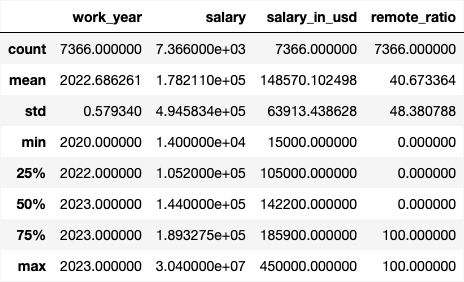 work_year salary salary_in_usd remote_ratio
count 7366.000000 7.366000e+03 7366.000000 7366.000000
mean 2022.686261 1.782110e+05 148570.102498 40.673364
std 0.579340 4.945834e+05 63913.438628 48.380788
min 2020.000000 1.400000e+04 15000.000000 0.000000
25% 2022.000000 1.052000e+05 105000.000000 0.000000
50% 2023.000000 1.440000e+05 142200.000000 0.000000
75% 2023.000000 1.893275e+05 185900.000000 100.000000
max 2023.000000 3.040000e+07 450000.000000 100.000000